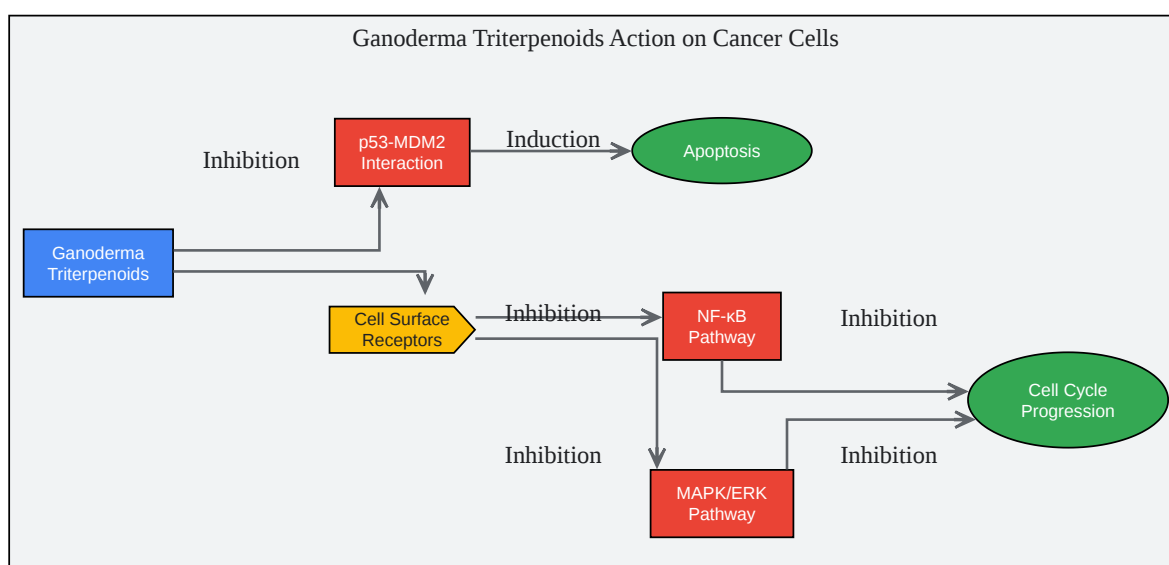 Ganoderma Triterpenoids Action on Cancer Cells
p53-MDM2
Interaction
Induction
Apoptosis
Inhibition
Ganoderma
Triterpenoids
Cell Surface
Receptors
Inhibition
NF-κB
Pathway
Inhibition
Cell Cycle
Progression
Inhibition
Inhibition
MAPK/ERK
Pathway